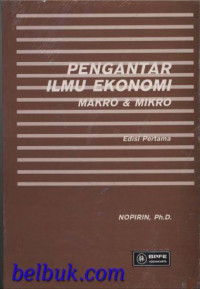 PENGANTAR
ILMU EKONOMI
MAKRO & MIKRO
Edisi Pertama
NOPIRIN, Ph.D.
BPFE
belbuk.com